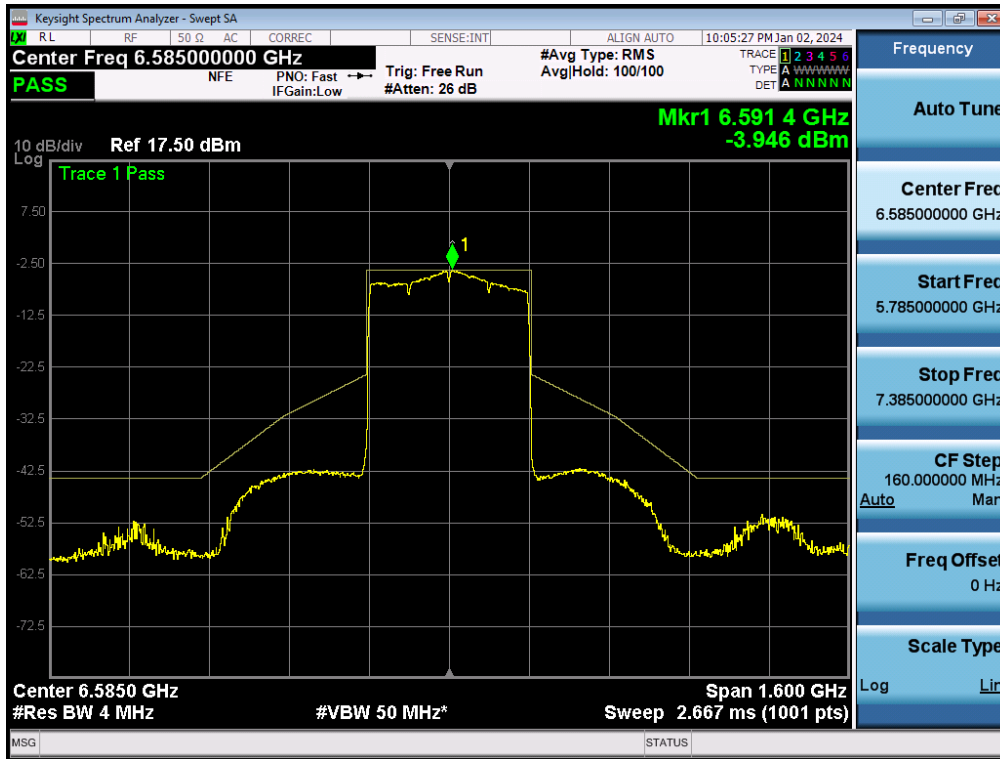 Keysight Spectrum Analyzer - Swept SA
LXI RL RF 50 Ω AC CORREC SENSE:INT ALIGN AUTO 10:05:27 PM Jan 02, 2024
Center Freq 6.585000000 GHz
PASS
NFE
PNO: Fast
IFGain:Low
Trig: Free Run
#Atten: 26 dB
#Avg Type: RMS
Avg|Hold: 100/100
TRACE 1 2 3 4 5 6
TYPE A WWWWW
DET A N N N N N
Mkr1 6.591 4 GHz
-3.946 dBm
10 dB/div Ref 17.50 dBm
Log
Trace 1 Pass
1
7.50
-2.50
-12.5
-22.5
-32.5
-42.5
-52.5
-62.5
-72.5
Center 6.5850 GHz Span 1.600 GHz
#Res BW 4 MHz #VBW 50 MHz* Sweep 2.667 ms (1001 pts)
MSG STATUS
Frequency
Auto Tune
Center Freq
6.585000000 GHz
Start Freq
5.785000000 GHz
Stop Freq
7.385000000 GHz
CF Step
160.000000 MHz
Auto Man
Freq Offset
0 Hz
Scale Type
Log Lin